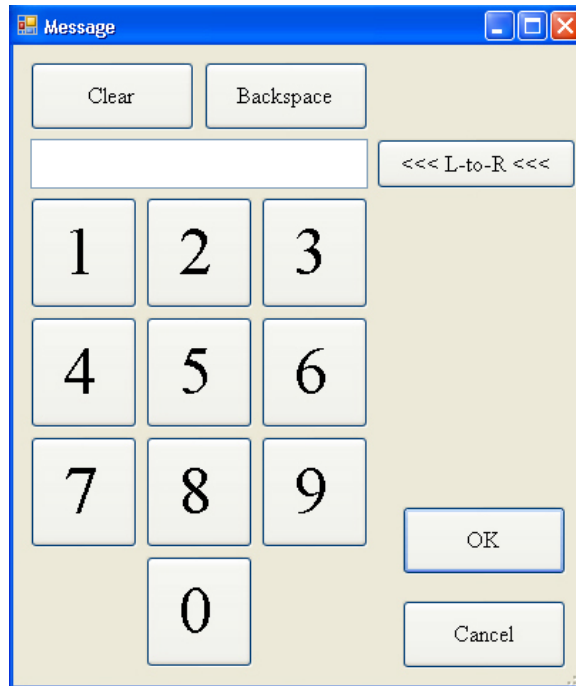 Message
Clear Backspace
<<< L-to-R <<<
1 2 3
4 5 6
7 8 9
OK
0
Cancel